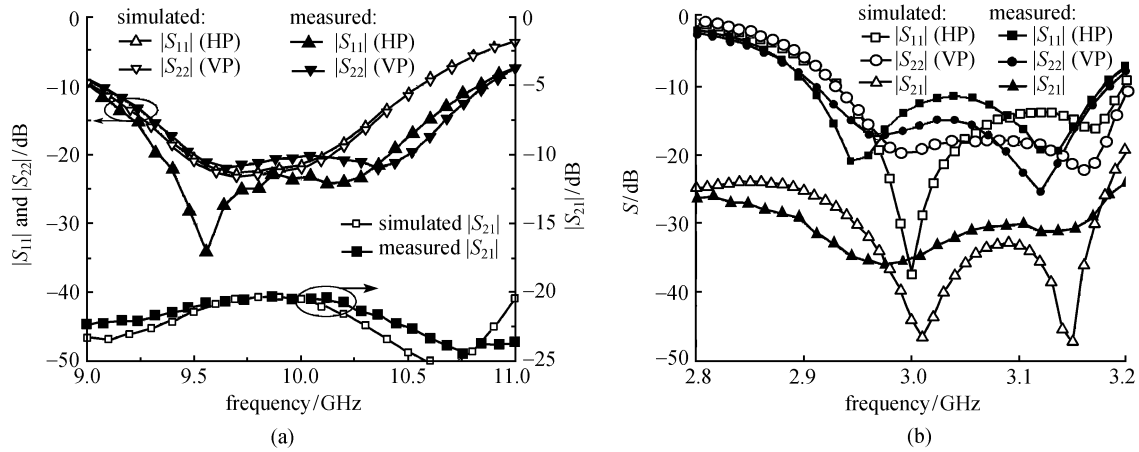 simulated: measured:
|S11| (HP) |S11| (HP)
|S22| (VP) |S22| (VP)
simulated |S21|
measured |S21|
0
−10
−20
−30
−40
−50
|S11| and |S22|/dB
0
−5
−10
−15
−20
−25
|S21|/dB
9.0 9.5 10.0 10.5 11.0
frequency/GHz
(a)
simulated: measured:
|S11| (HP) |S11| (HP)
|S22| (VP) |S22| (VP)
|S21| |S21|
0
−10
−20
−30
−40
−50
S/dB
2.8 2.9 3.0 3.1 3.2
frequency/GHz
(b)